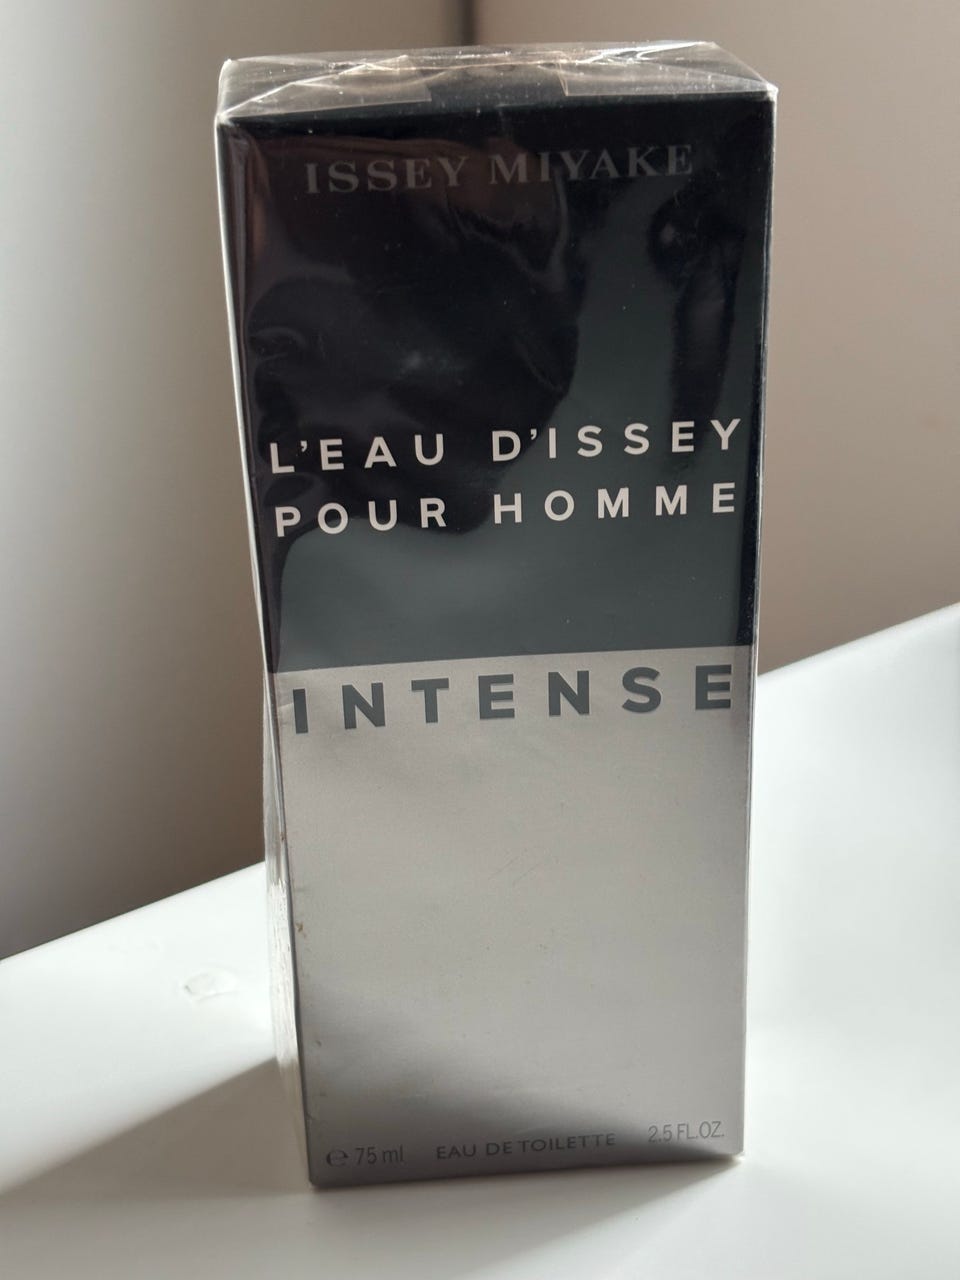 ISSEY MIYAKE
L'EAU D'ISSEY
POUR HOMME
INTENSE
℮ 75 ml EAU DE TOILETTE 2.5 FL.OZ.